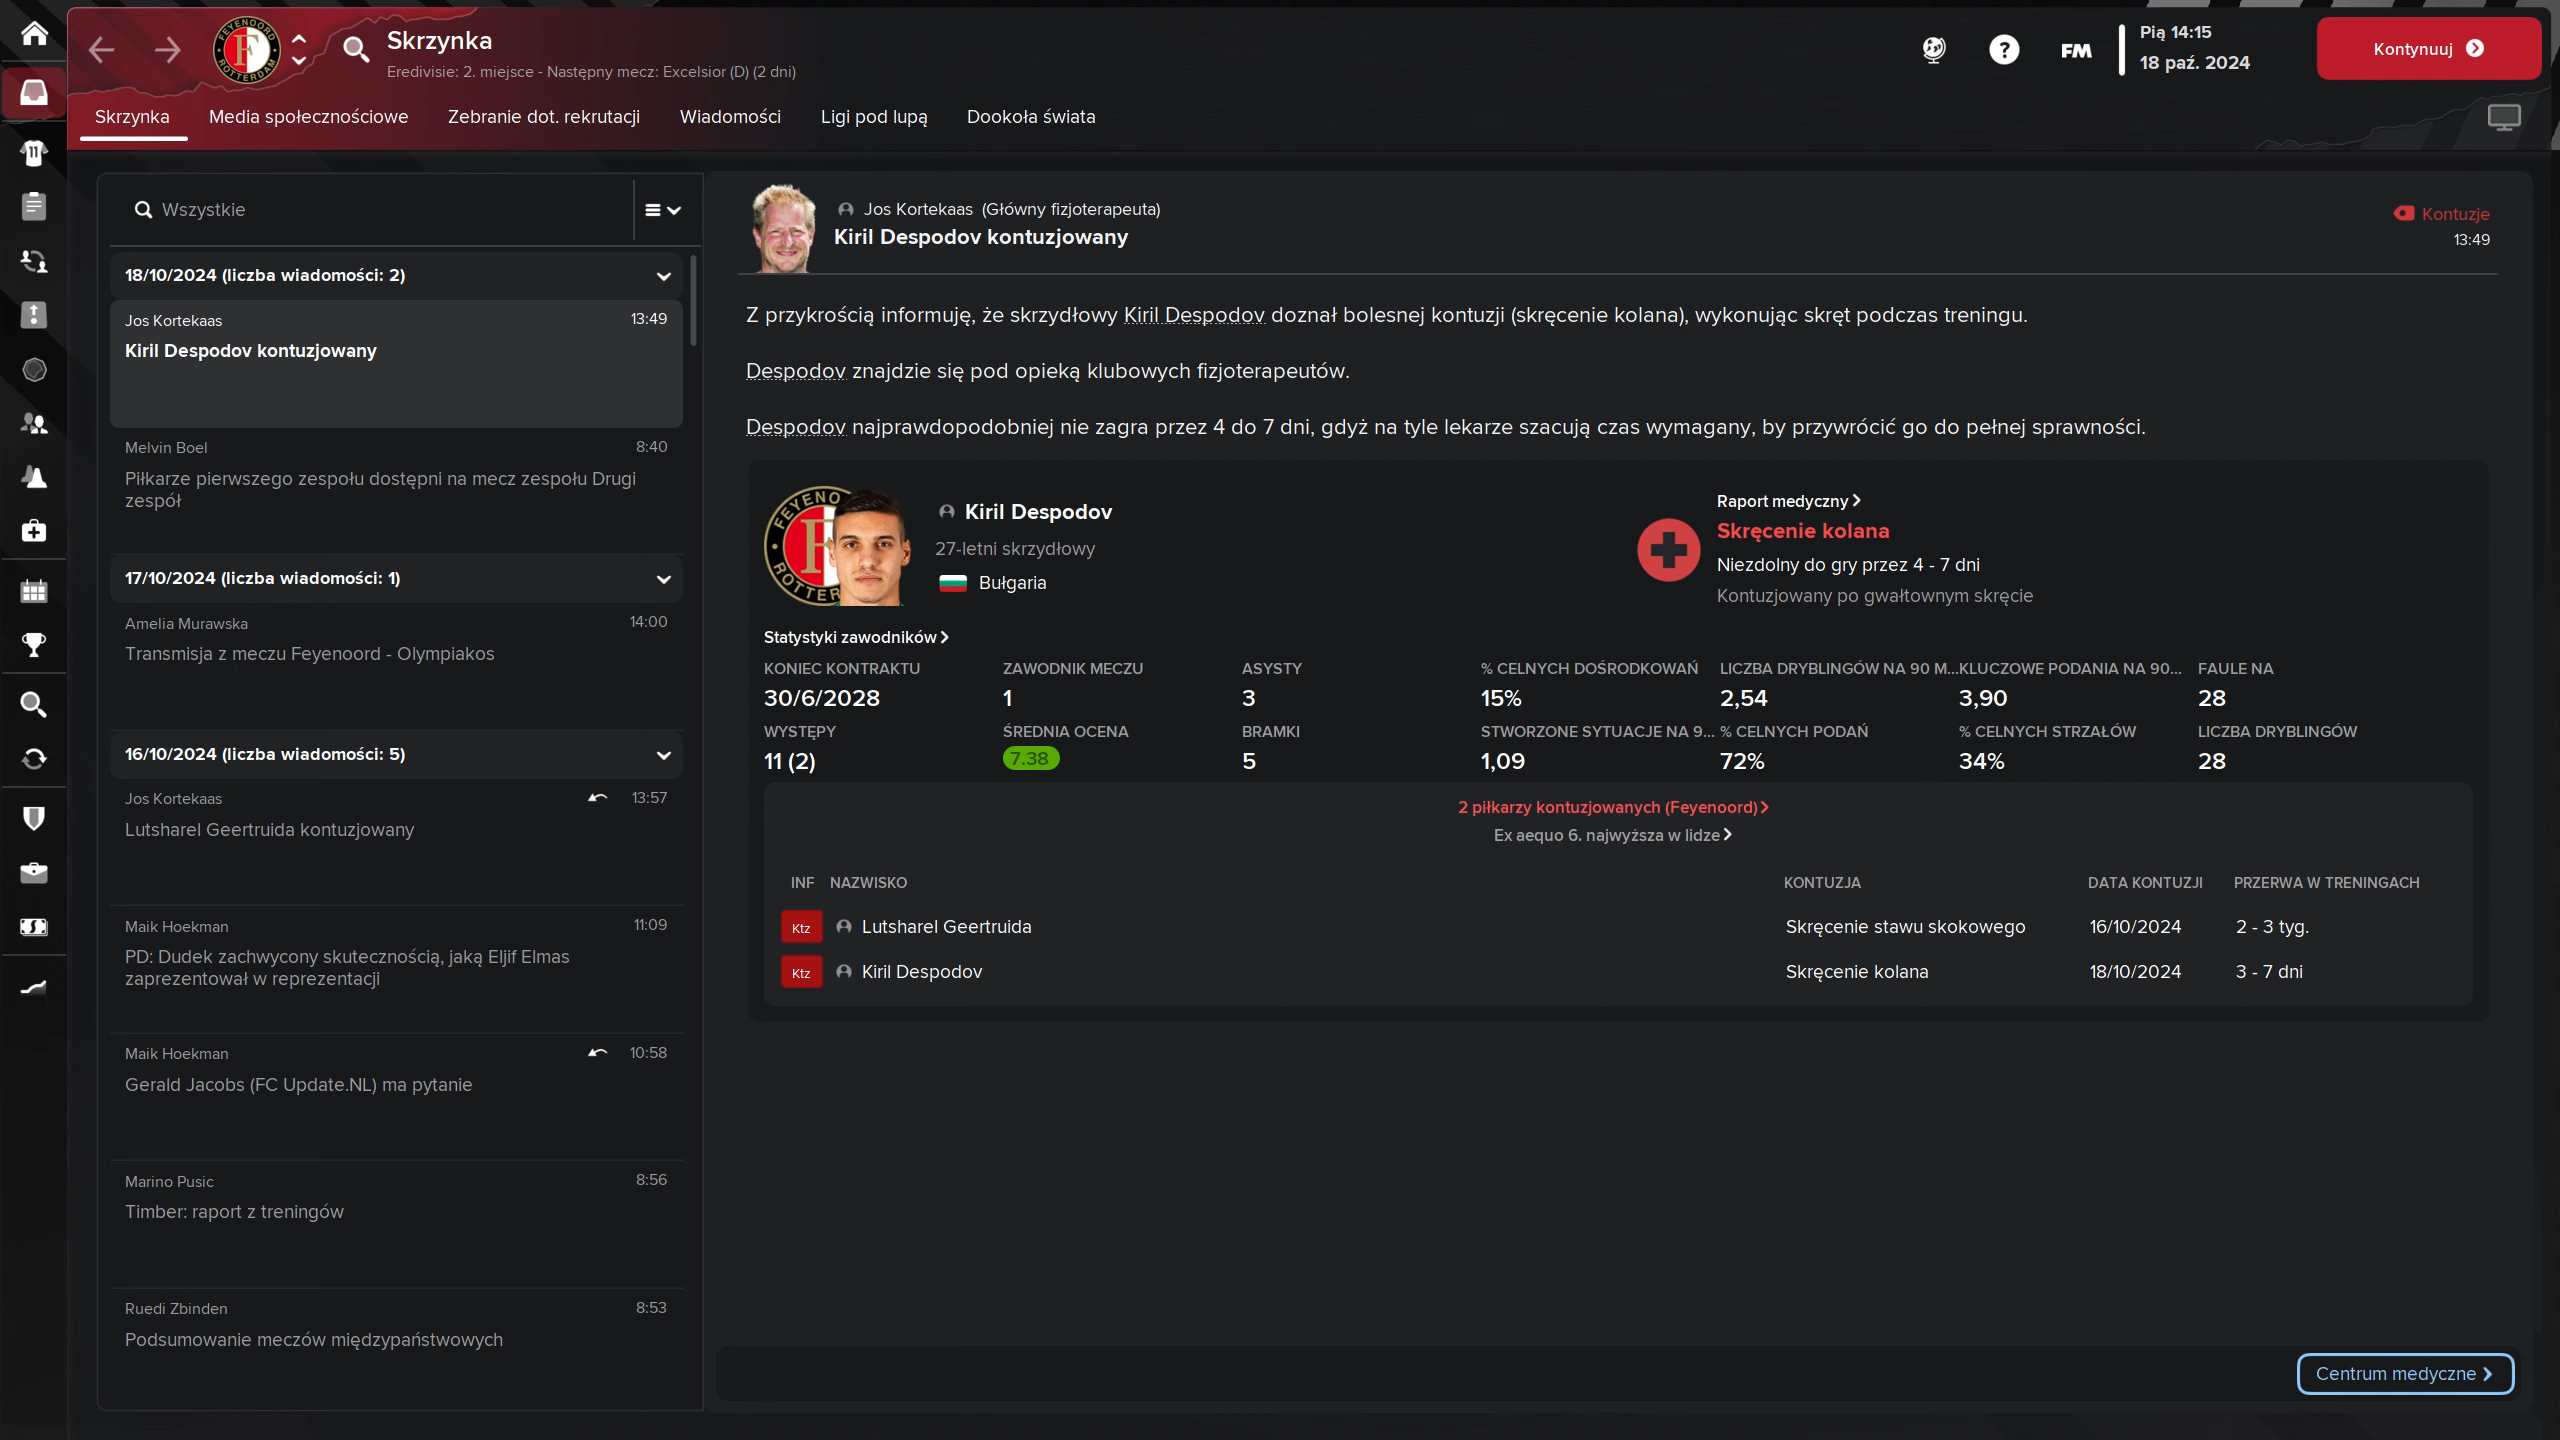 Skrzynka
Eredivisie: 2. miejsce - Następny mecz: Excelsior (D) (2 dni)
FM
Pią 14:15
18 paź. 2024
Kontynuuj
Skrzynka
Media społecznościowe
Zebranie dot. rekrutacji
Wiadomości
Ligi pod lupą
Dookoła świata
11
Wszystkie
18/10/2024 (liczba wiadomości: 2)
Jos Kortekaas 13:49
Kiril Despodov kontuzjowany
Melvin Boel 8:40
Piłkarze pierwszego zespołu dostępni na mecz zespołu Drugi
zespół
17/10/2024 (liczba wiadomości: 1)
Amelia Murawska 14:00
Transmisja z meczu Feyenoord - Olympiakos
16/10/2024 (liczba wiadomości: 5)
Jos Kortekaas 13:57
Lutsharel Geertruida kontuzjowany
Maik Hoekman 11:09
PD: Dudek zachwycony skutecznością, jaką Eljif Elmas
zaprezentował w reprezentacji
Maik Hoekman 10:58
Gerald Jacobs (FC Update.NL) ma pytanie
Marino Pusic 8:56
Timber: raport z treningów
Ruedi Zbinden 8:53
Podsumowanie meczów międzypaństwowych
Jos Kortekaas (Główny fizjoterapeuta)
Kiril Despodov kontuzjowany
Kontuzje
13:49
Z przykrością informuję, że skrzydłowy Kiril Despodov doznał bolesnej kontuzji (skręcenie kolana), wykonując skręt podczas treningu.
Despodov znajdzie się pod opieką klubowych fizjoterapeutów.
Despodov najprawdopodobniej nie zagra przez 4 do 7 dni, gdyż na tyle lekarze szacują czas wymagany, by przywrócić go do pełnej sprawności.
Kiril Despodov
27-letni skrzydłowy
Bułgaria
Raport medyczny
Skręcenie kolana
Niezdolny do gry przez 4 - 7 dni
Kontuzjowany po gwałtownym skręcie
Statystyki zawodników
KONIEC KONTRAKTU ZAWODNIK MECZU ASYSTY % CELNYCH DOŚRODKOWAŃ LICZBA DRYBLINGÓW NA 90 M... KLUCZOWE PODANIA NA 90... FAULE NA
30/6/2028 1 3 15% 2,54 3,90 28
WYSTĘPY ŚREDNIA OCENA BRAMKI STWORZONE SYTUACJE NA 9... % CELNYCH PODAŃ % CELNYCH STRZAŁÓW LICZBA DRYBLINGÓW
11 (2) 7.38 5 1,09 72% 34% 28
2 piłkarzy kontuzjowanych (Feyenoord)
Ex aequo 6. najwyższa w lidze
INF NAZWISKO KONTUZJA DATA KONTUZJI PRZERWA W TRENINGACH
Ktz Lutsharel Geertruida Skręcenie stawu skokowego 16/10/2024 2 - 3 tyg.
Ktz Kiril Despodov Skręcenie kolana 18/10/2024 3 - 7 dni
Centrum medyczne